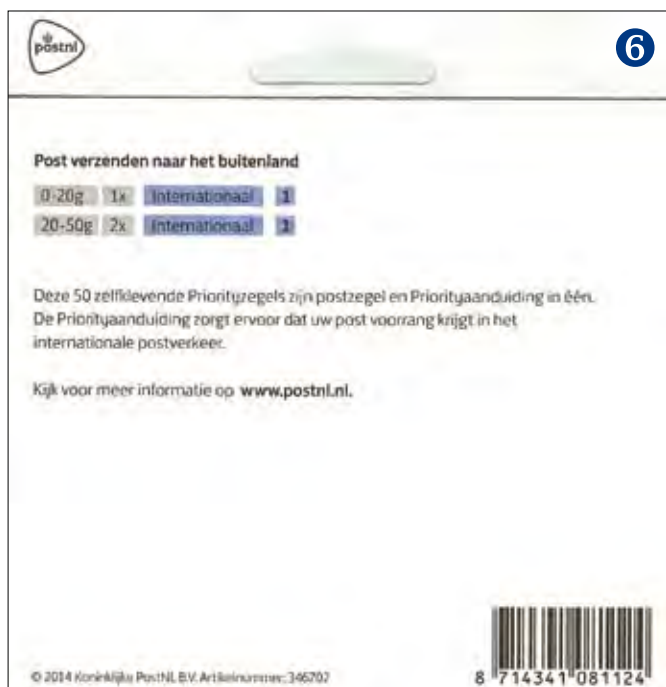 postnl
6
Post verzenden naar het buitenland
0-20g 1x Internationaal 1
20-50g 2x Internationaal 1
Deze 50 zelfklevende Priorityzegels zijn postzegel en Priorityaanduiding in één.
De Priorityaanduiding zorgt ervoor dat uw post voorrang krijgt in het
internationale postverkeer.
Kijk voor meer informatie op www.postnl.nl.
© 2014 Koninklijke PostNL B.V. Artikelnummer: 346702
8 714341 081124